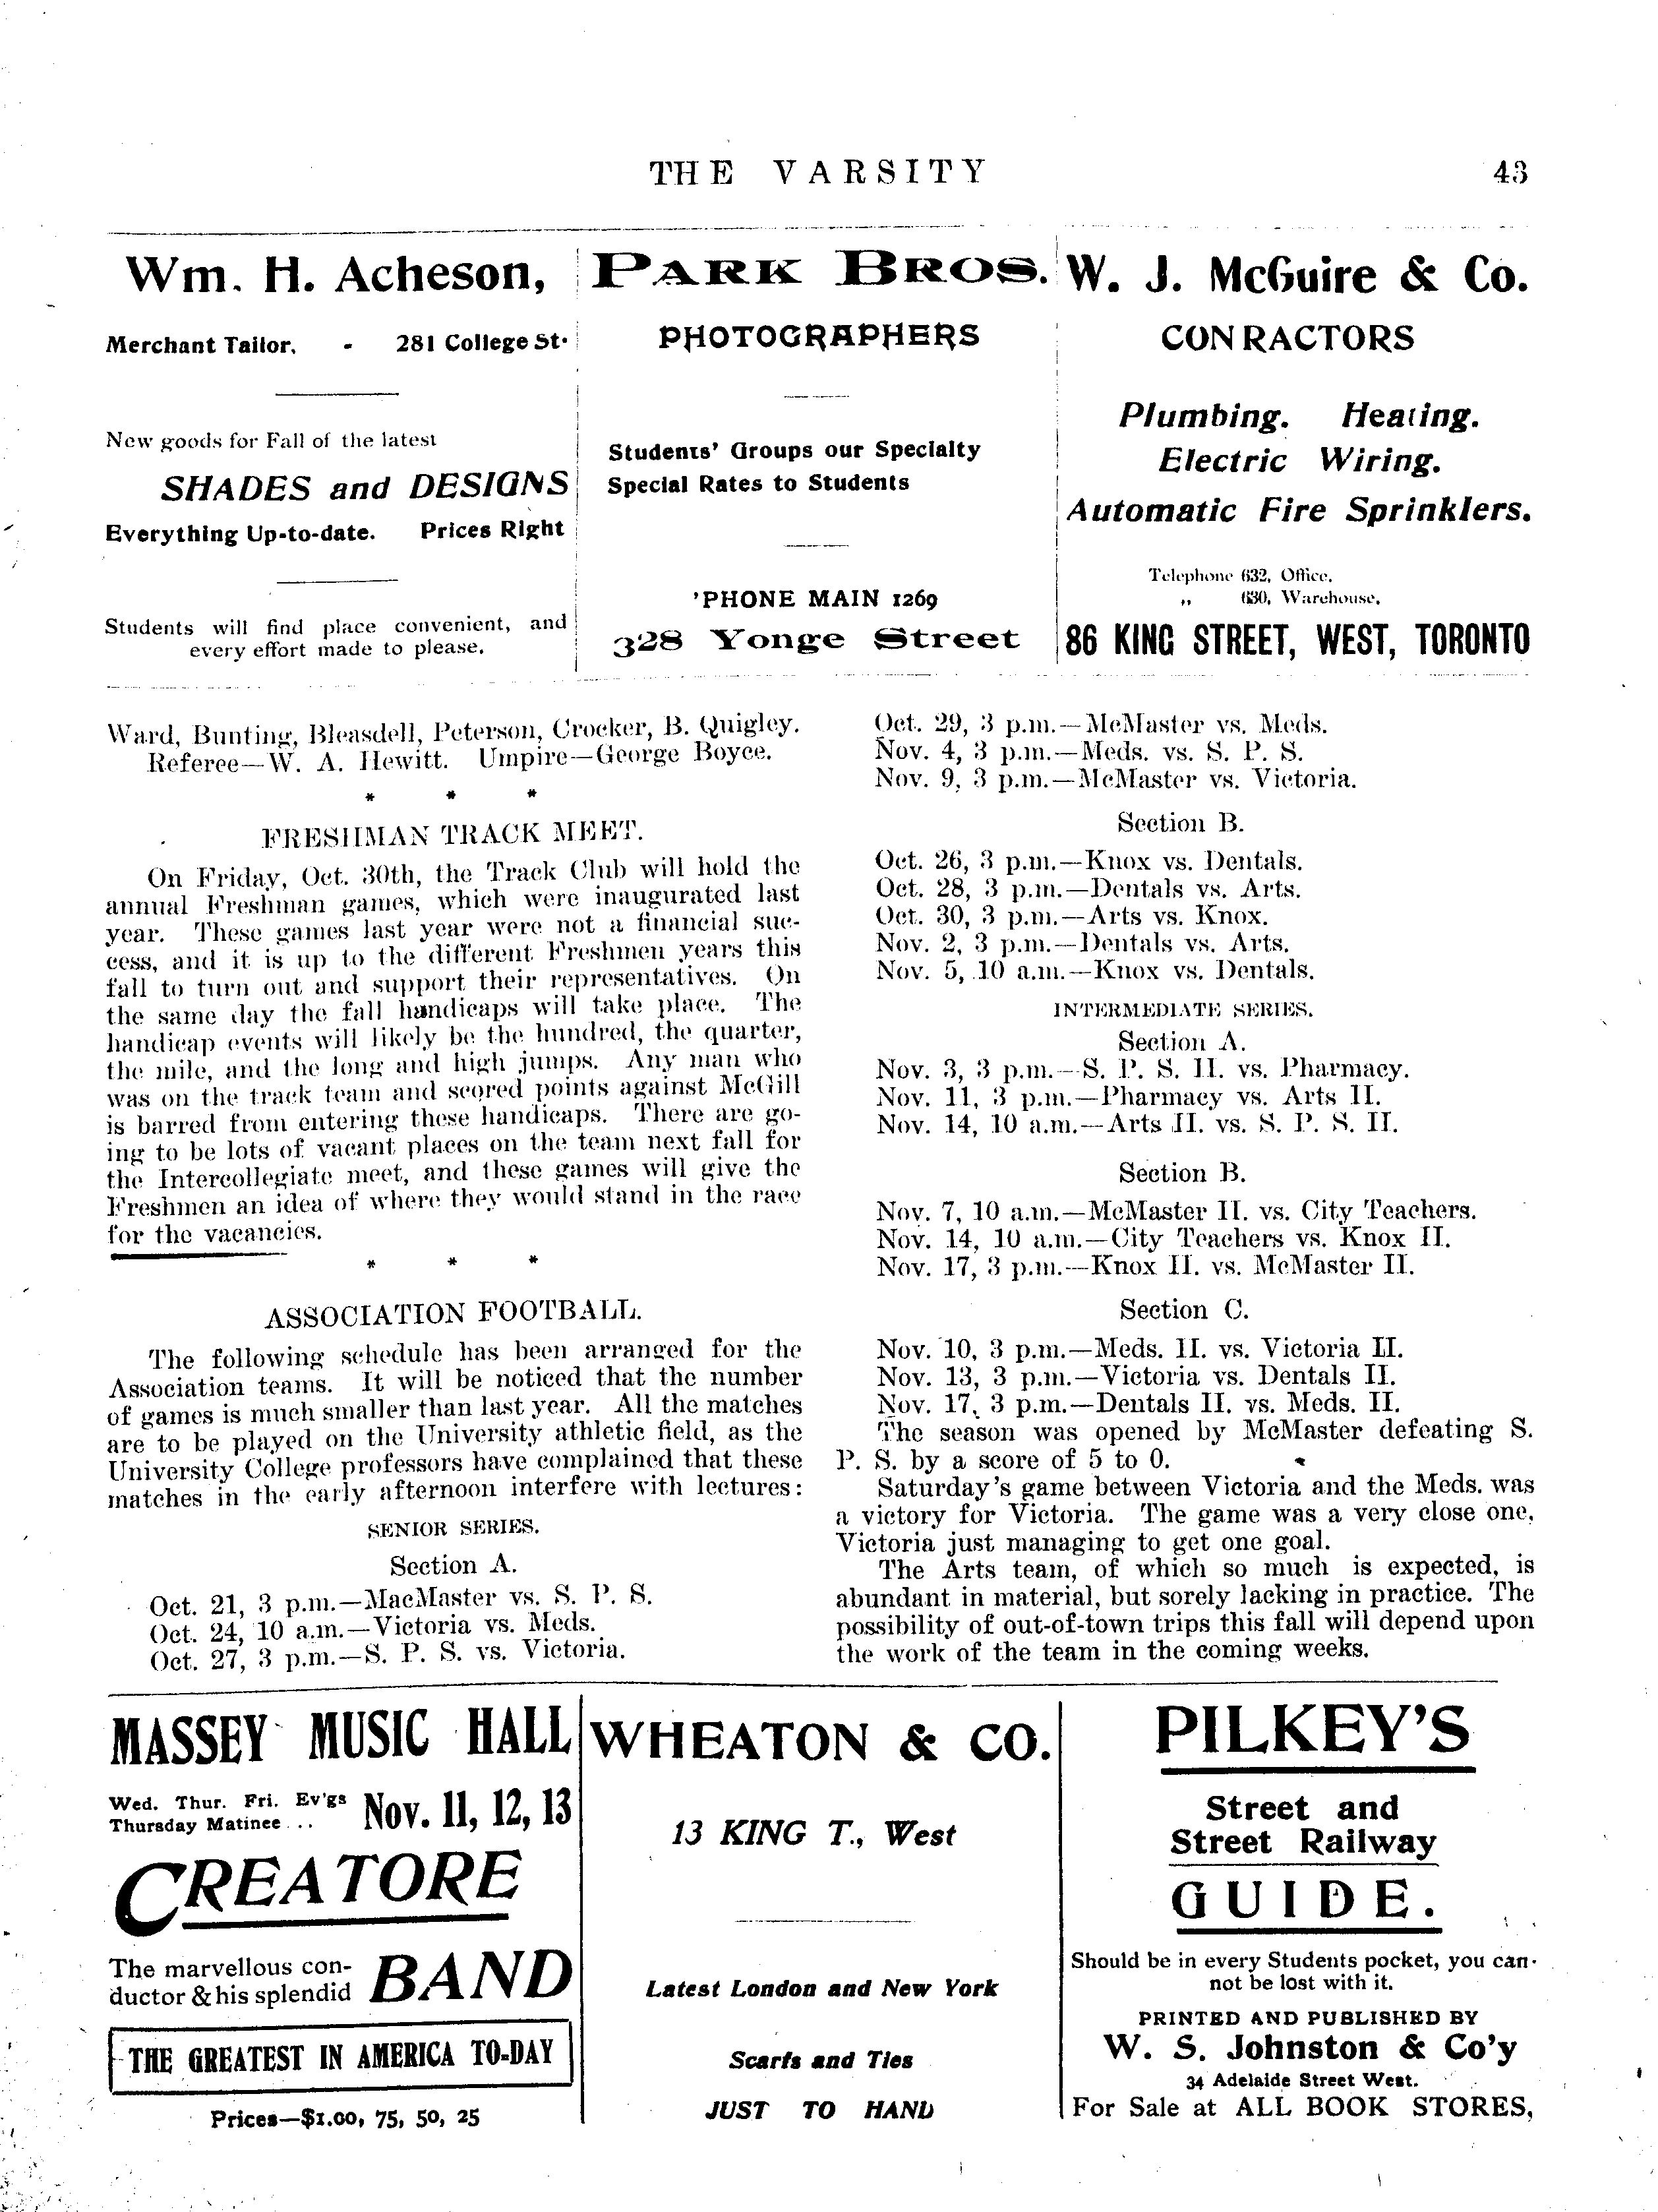 THE VARSITY 43
Wm. H. Acheson,
Merchant Tailor, - 281 College St.
New goods for Fall of the latest
SHADES and DESIGNS
Everything Up-to-date. Prices Right
Students will find place convenient, and
every effort made to please.
PARK BROS.
PHOTOGRAPHERS
Students' Groups our Specialty
Special Rates to Students
'PHONE MAIN 1269
328 Yonge Street
W. J. McGuire & Co.
CON RACTORS
Plumbing. Heating.
Electric Wiring.
Automatic Fire Sprinklers.
Telephone 632, Office.
„ 630, Warehouse,
86 KING STREET, WEST, TORONTO
Ward, Bunting, Bleasdell, Peterson, Crocker, B. Quigley.
Referee—W. A. Hewitt. Umpire—George Boyce.
* * *
FRESHMAN TRACK MEET.
On Friday, Oct. 30th, the Track Club will hold the
annual Freshman games, which were inaugurated last
year. These games last year were not a financial suc-
cess, and it is up to the different Freshmen years this
fall to turn out and support their representatives. On
the same day the fall handicaps will take place. The
handicap events will likely be the hundred, the quarter,
the mile, and the long and high jumps. Any man who
was on the track team and scored points against McGill
is barred from entering these handicaps. There are go-
ing to be lots of vacant places on the team next fall for
the Intercollegiate meet, and these games will give the
Freshmen an idea of where they would stand in the race
for the vacancies.
* * *
ASSOCIATION FOOTBALL.
The following schedule has been arranged for the
Association teams. It will be noticed that the number
of games is much smaller than last year. All the matches
are to be played on the University athletic field, as the
University College professors have complained that these
matches in the early afternoon interfere with lectures:
SENIOR SERIES.
Section A.
Oct. 21, 3 p.m.—MacMaster vs. S. P. S.
Oct. 24, 10 a.m.—Victoria vs. Meds.
Oct. 27, 3 p.m.—S. P. S. vs. Victoria.
Oct. 29, 3 p.m.—McMaster vs. Meds.
Nov. 4, 3 p.m.—Meds. vs. S. P. S.
Nov. 9, 3 p.m.—McMaster vs. Victoria.
Section B.
Oct. 26, 3 p.m.—Knox vs. Dentals.
Oct. 28, 3 p.m.—Dentals vs. Arts.
Oct. 30, 3 p.m.—Arts vs. Knox.
Nov. 2, 3 p.m.—Dentals vs. Arts.
Nov. 5, 10 a.m.—Knox vs. Dentals.
INTERMEDIATE SERIES.
Section A.
Nov. 3, 3 p.m.—S. P. S. II. vs. Pharmacy.
Nov. 11, 3 p.m.—Pharmacy vs. Arts II.
Nov. 14, 10 a.m.—Arts II. vs. S. P. S. II.
Section B.
Nov. 7, 10 a.m.—McMaster II. vs. City Teachers.
Nov. 14, 10 a.m.—City Teachers vs. Knox II.
Nov. 17, 3 p.m.—Knox II. vs. McMaster II.
Section C.
Nov. 10, 3 p.m.—Meds. II. vs. Victoria II.
Nov. 13, 3 p.m.—Victoria vs. Dentals II.
Nov. 17, 3 p.m.—Dentals II. vs. Meds. II.
The season was opened by McMaster defeating S.
P. S. by a score of 5 to 0.
Saturday's game between Victoria and the Meds. was
a victory for Victoria. The game was a very close one,
Victoria just managing to get one goal.
The Arts team, of which so much is expected, is
abundant in material, but sorely lacking in practice. The
possibility of out-of-town trips this fall will depend upon
the work of the team in the coming weeks.
MASSEY MUSIC HALL
Wed. Thur. Fri. Ev'gs
Thursday Matinee ... Nov. 11, 12, 13
CREATORE
The marvellous con-
ductor & his splendid BAND
THE GREATEST IN AMERICA TO-DAY
Prices—$1.00, 75, 50, 25
WHEATON & CO.
13 KING T., West
Latest London and New York
Scarfs and Ties
JUST TO HAND
PILKEY'S
Street and
Street Railway
GUIDE.
Should be in every Students pocket, you can-
not be lost with it.
PRINTED AND PUBLISHED BY
W. S. Johnston & Co'y
34 Adelaide Street West.
For Sale at ALL BOOK STORES,